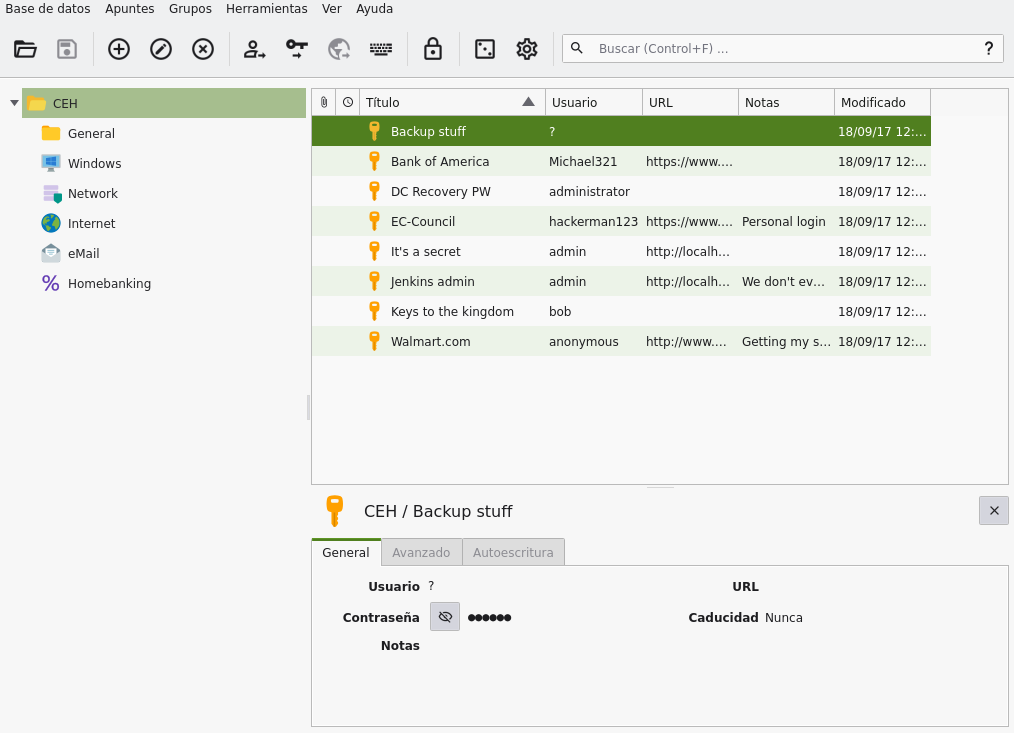 Base de datos Apuntes Grupos Herramientas Ver Ayuda
Buscar (Control+F) ... ?
CEH
General
Windows
Network
Internet
eMail
Homebanking
Título Usuario URL Notas Modificado
Backup stuff ? 18/09/17 12:...
Bank of America Michael321 https://www.... 18/09/17 12:...
DC Recovery PW administrator 18/09/17 12:...
EC-Council hackerman123 https://www.... Personal login 18/09/17 12:...
It's a secret admin http://localh... 18/09/17 12:...
Jenkins admin admin http://localh... We don't ev... 18/09/17 12:...
Keys to the kingdom bob 18/09/17 12:...
Walmart.com anonymous http://www.... Getting my s... 18/09/17 12:...
CEH / Backup stuff
General Avanzado Autoescritura
Usuario ? URL
Contraseña ●●●●●● Caducidad Nunca
Notas